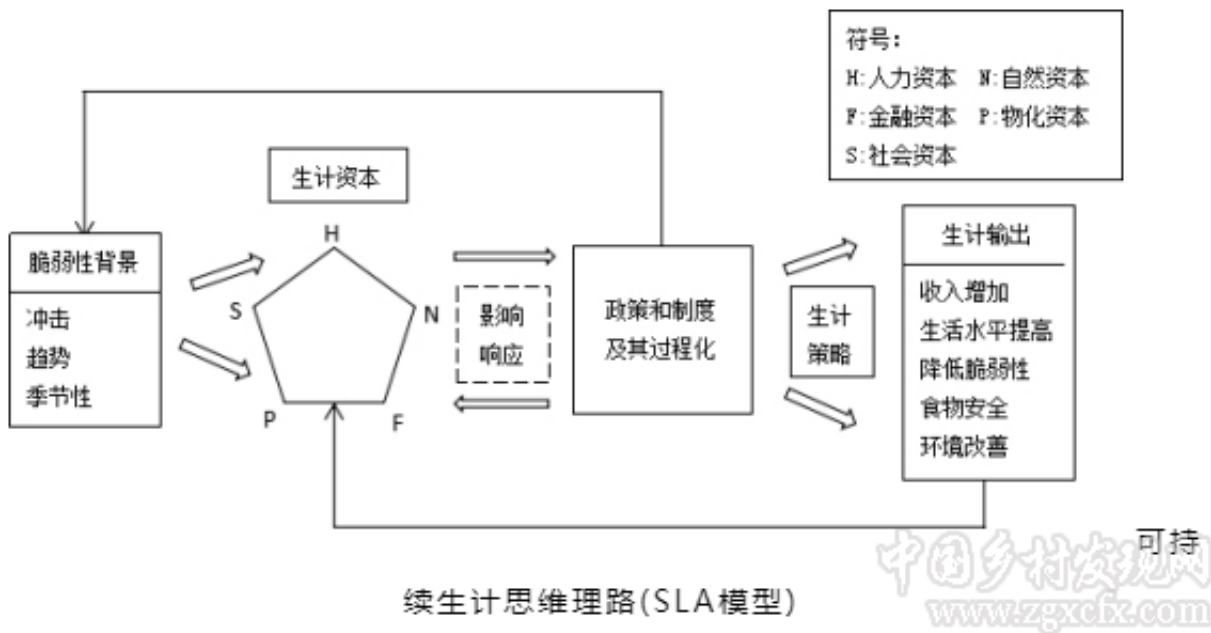 符号:
H:人力资本 N:自然资本
F:金融资本 P:物化资本
S:社会资本
生计资本
脆弱性背景
冲击
趋势
季节性
H
S
N
P
F
影响
响应
政策和制度
及其过程化
生计
策略
生计输出
收入增加
生活水平提高
降低脆弱性
食物安全
环境改善
可持
续生计思维理路(SLA模型)
中国乡村发现网
www.zgxcfx.com